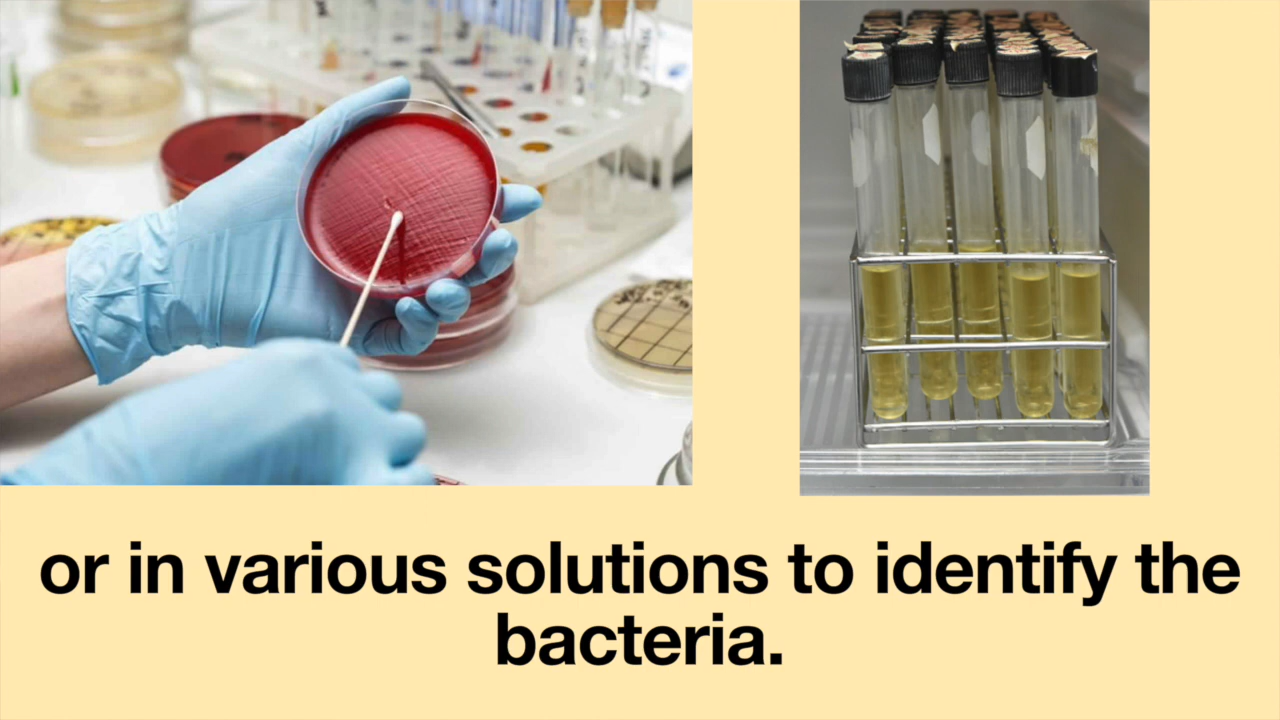 or in various solutions to identify the
bacteria.